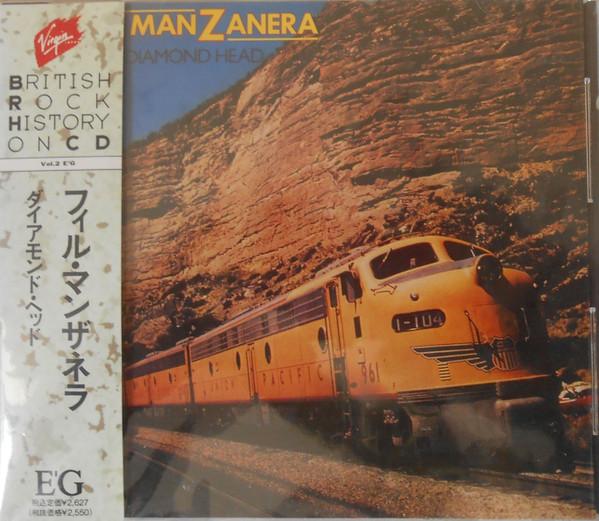 Virgin
BRITISH
ROCK
HISTORY
ON CD
Vol.2 E'G
フィル・マンザネラ
ダイアモンド・ヘッド
E'G
税込定価¥2,627
(税抜価格¥2,550)
MANZANERA
DIAMOND HEAD
1-104
UNION PACIFIC
961